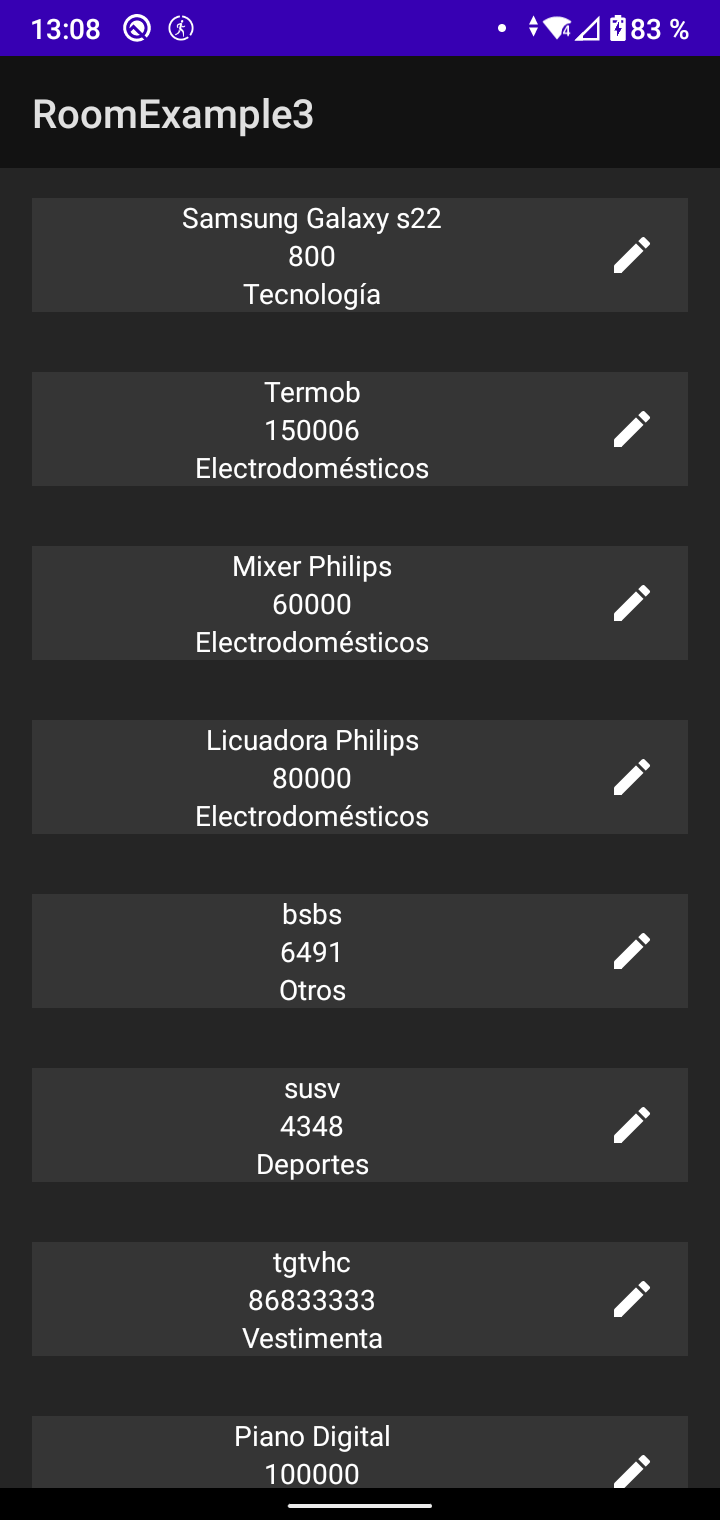 13:08 4 83 %
RoomExample3
Samsung Galaxy s22
800
Tecnología
Termob
150006
Electrodomésticos
Mixer Philips
60000
Electrodomésticos
Licuadora Philips
80000
Electrodomésticos
bsbs
6491
Otros
susv
4348
Deportes
tgtvhc
86833333
Vestimenta
Piano Digital
100000